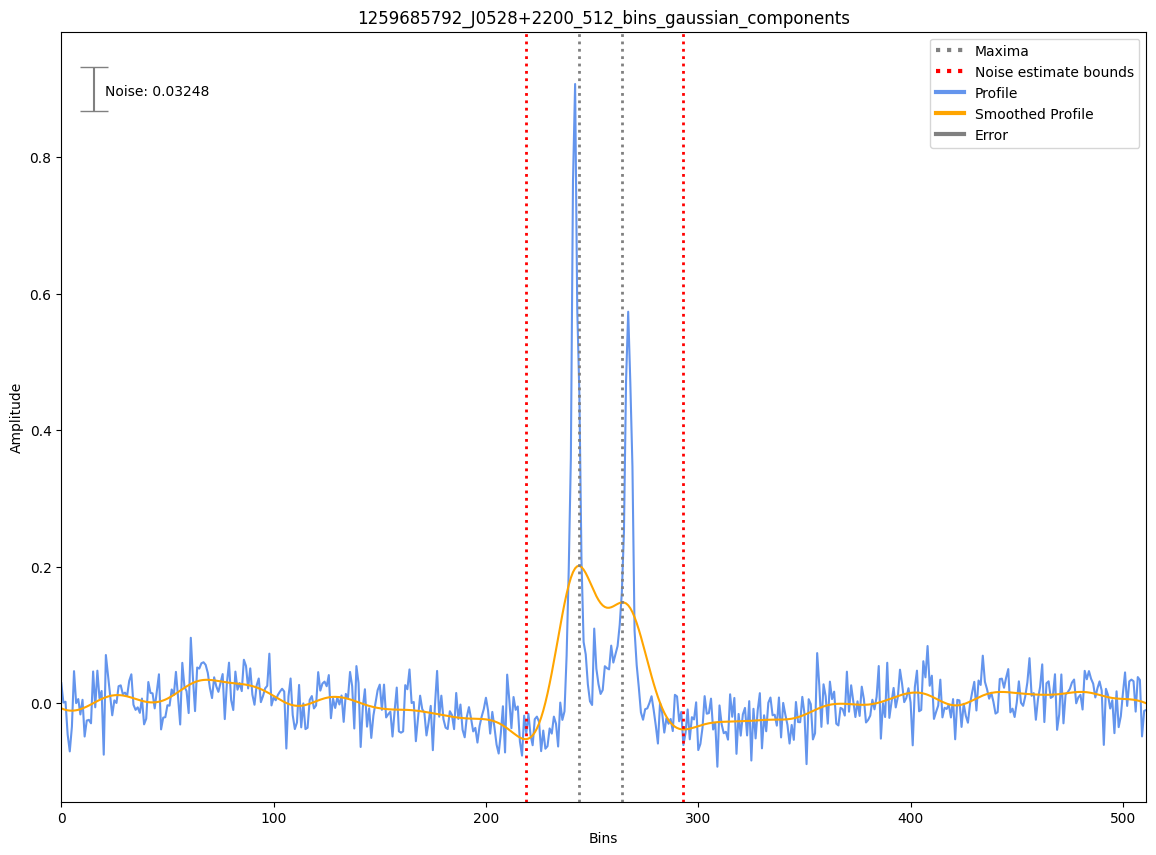 1259685792_J0528+2200_512_bins_gaussian_components
Maxima
Noise estimate bounds
Profile
Smoothed Profile
Error
Noise: 0.03248
0.8
0.6
0.4
0.2
0.0
Amplitude
0 100 200 300 400 500
Bins